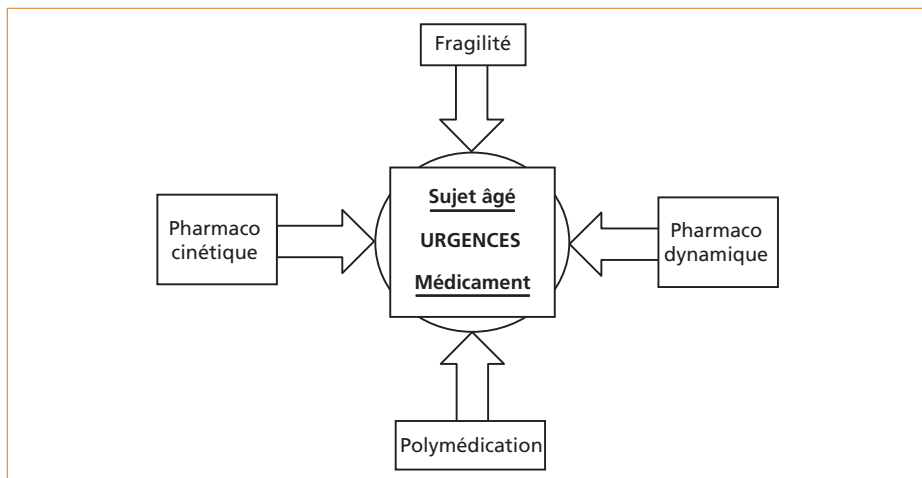 Fragilité
Pharmaco
cinétique
Sujet âgé
URGENCES
Médicament
Pharmaco
dynamique
Polymédication